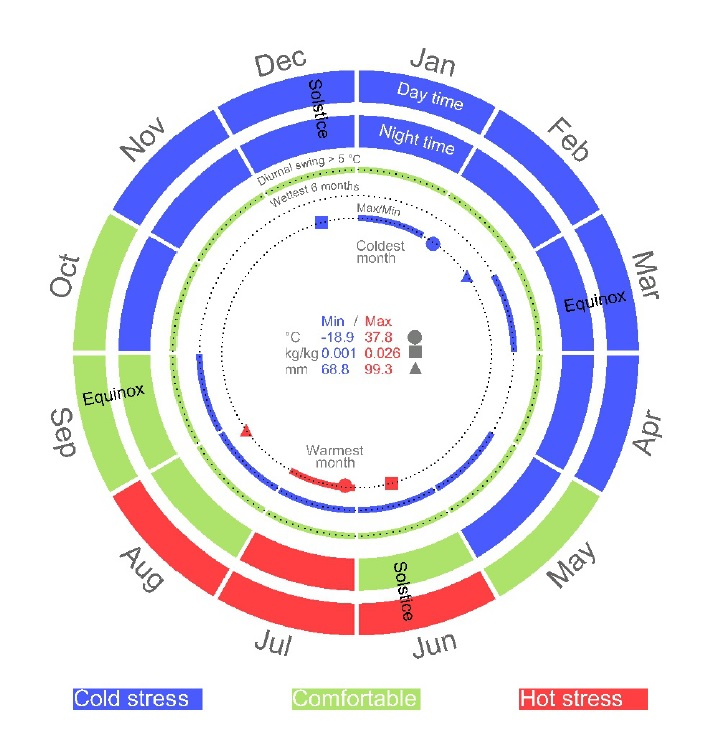 Dec
Jan
Nov
Feb
Oct
Mar
Sep
Apr
Aug
May
Jul
Jun
Solstice
Day time
Night time
Diurnal swing > 5 °C
Wettest 6 months
Max/Min
Coldest
month
Equinox
Min / Max
°C -18.9 37.8
kg/kg 0.001 0.026
mm 68.8 99.3
Equinox
Warmest
month
Solstice
Cold stress
Comfortable
Hot stress